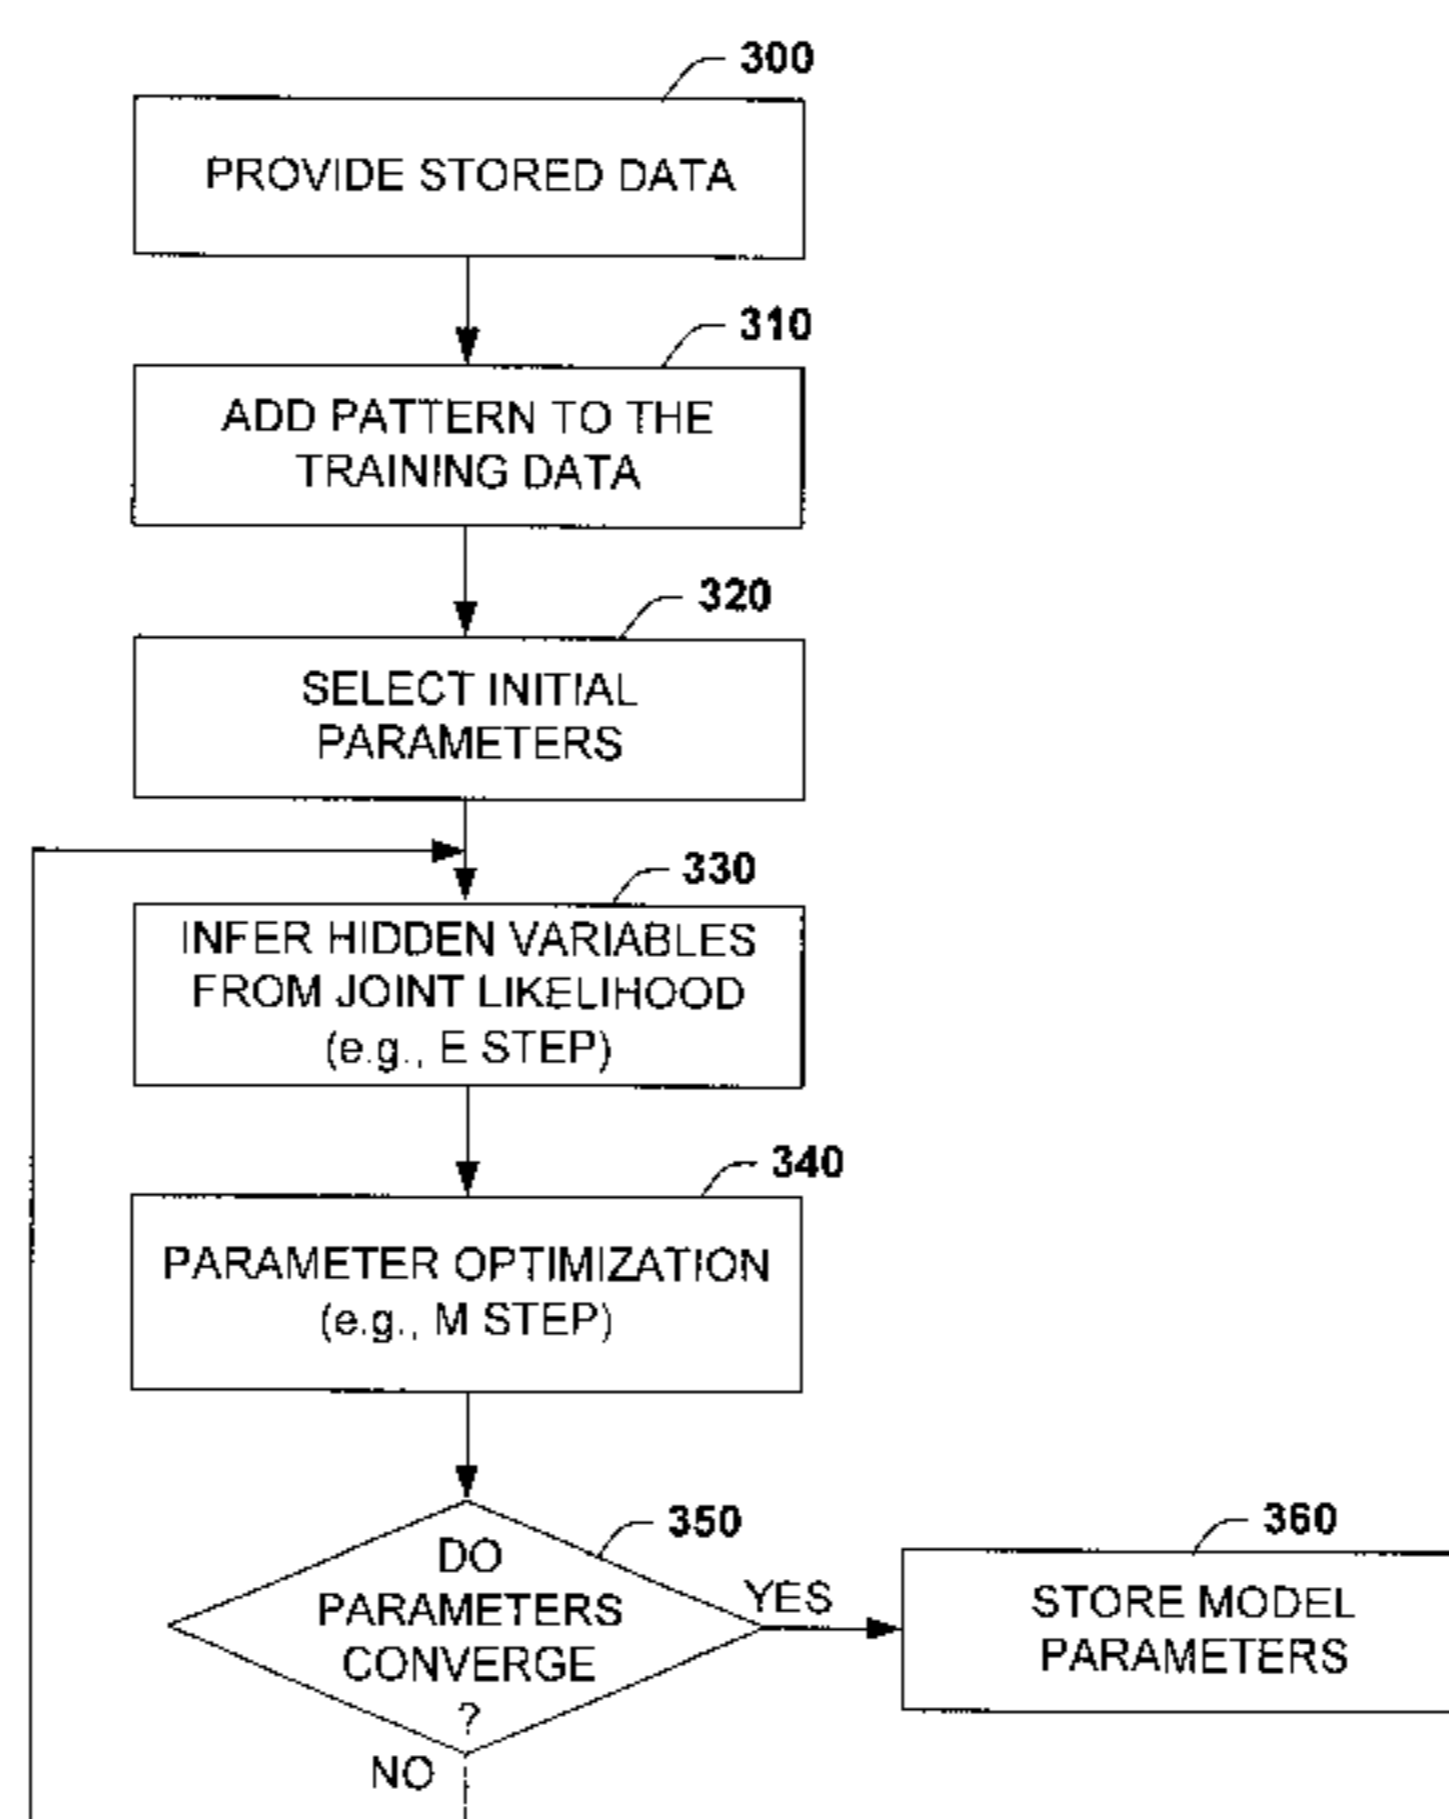 300
PROVIDE STORED DATA
310
ADD PATTERN TO THE
TRAINING DATA
320
SELECT INITIAL
PARAMETERS
330
INFER HIDDEN VARIABLES
FROM JOINT LIKELIHOOD
(e.g., E STEP)
340
PARAMETER OPTIMIZATION
(e.g., M STEP)
350
DO
PARAMETERS
CONVERGE
?
YES
NO
360
STORE MODEL
PARAMETERS